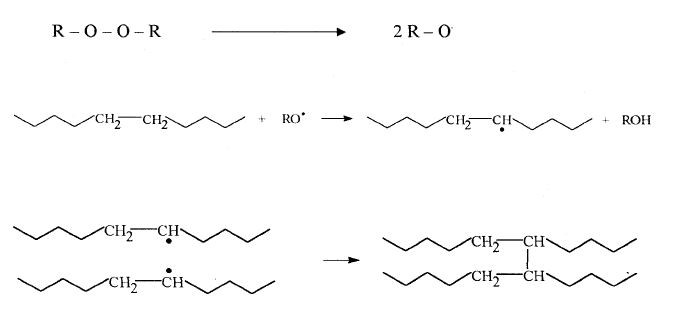 R – O – O – R 2 R – O·
CH₂ CH₂ + RO• CH₂ CH + ROH
CH₂ CH CH₂ CH
CH₂ CH CH₂ CH